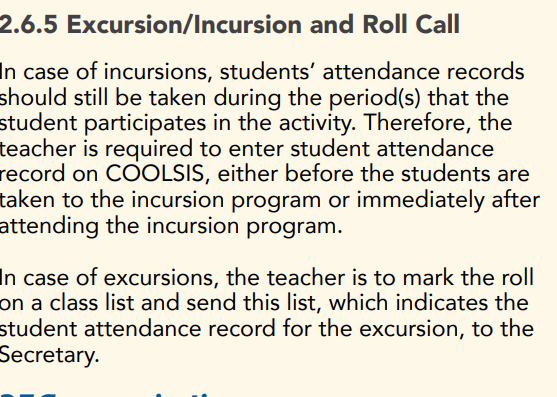 2.6.5 Excursion/Incursion and Roll Call
In case of incursions, students’ attendance records
should still be taken during the period(s) that the
student participates in the activity. Therefore, the
teacher is required to enter student attendance
record on COOLSIS, either before the students are
taken to the incursion program or immediately after
attending the incursion program.
In case of excursions, the teacher is to mark the roll
on a class list and send this list, which indicates the
student attendance record for the excursion, to the
Secretary.